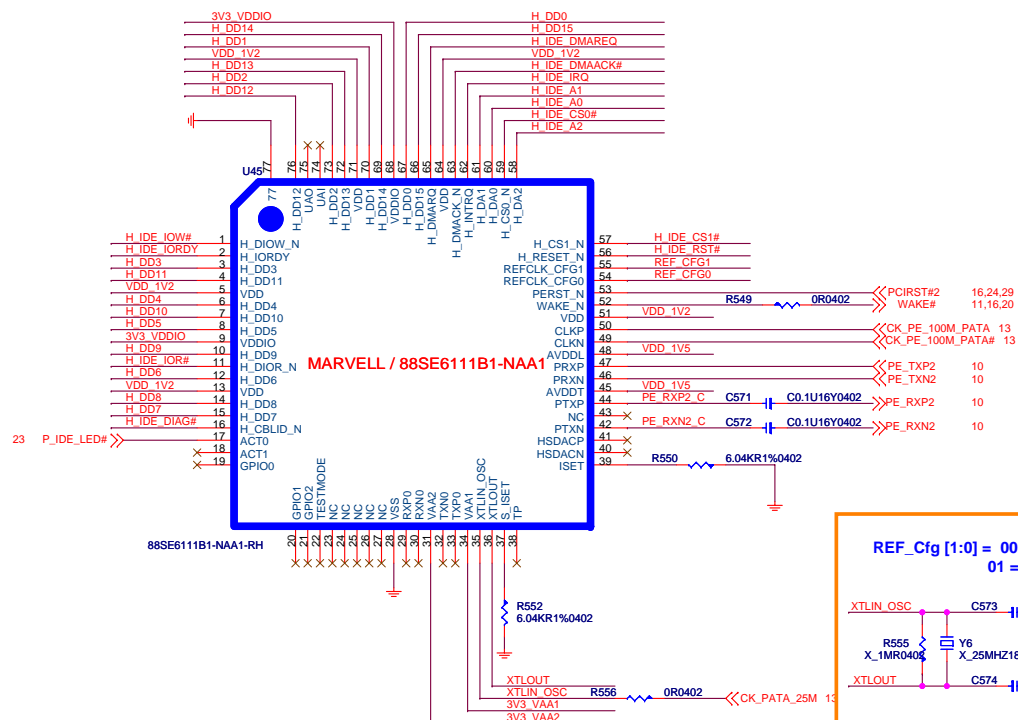 3V3_VDDIO
H_DD14
H_DD1
VDD_1V2
H_DD13
H_DD2
H_DD12
H_DD0
H_DD15
H_IDE_DMAREQ
VDD_1V2
H_IDE_DMAACK#
H_IDE_IRQ
H_IDE_A1
H_IDE_A0
H_IDE_CS0#
H_IDE_A2
U45
77 76 75 74 73 72 71 70 69 68 67 66 65 64 63 62 61 60 59 58
77
H_DD12
UAO
UAI
H_DD2
H_DD13
VDD
H_DD1
H_DD14
VDDIO
H_DD0
H_DD15
H_DMARQ
VDD
H_DMACK_N
H_INTRQ
H_DA1
H_DA0
H_CS0_N
H_DA2
H_IDE_IOW# 1 H_DIOW_N
H_IDE_IORDY 2 H_IORDY
H_DD3 3 H_DD3
H_DD11 4 H_DD11
VDD_1V2 5 VDD
H_DD4 6 H_DD4
H_DD10 7 H_DD10
H_DD5 8 H_DD5
3V3_VDDIO 9 VDDIO
H_DD9 10 H_DD9
H_IDE_IOR# 11 H_DIOR_N
H_DD6 12 H_DD6
VDD_1V2 13 VDD
H_DD8 14 H_DD8
H_DD7 15 H_DD7
H_IDE_DIAG# 16 H_CBLID_N
23 P_IDE_LED# 17 ACT0
18 ACT1
19 GPIO0
MARVELL / 88SE6111B1-NAA1
H_CS1_N 57 H_IDE_CS1#
H_RESET_N 56 H_IDE_RST#
REFCLK_CFG1 55 REF_CFG1
REFCLK_CFG0 54 REF_CFG0
PERST_N 53 PCIRST#2 16,24,29
WAKE_N 52 R549 0R0402 WAKE# 11,16,20
VDD 51 VDD_1V2
CLKP 50 CK_PE_100M_PATA 13
CLKN 49 CK_PE_100M_PATA# 13
AVDDL 48 VDD_1V5
PRXP 47 PE_TXP2 10
PRXN 46 PE_TXN2 10
AVDDT 45 VDD_1V5
PTXP 44 PE_RXP2_C C571 C0.1U16Y0402 PE_RXP2 10
NC 43
PTXN 42 PE_RXN2_C C572 C0.1U16Y0402 PE_RXN2 10
HSDACP 41
HSDACN 40
ISET 39 R550 6.04KR1%0402
GPIO1
GPIO2
TESTMODE
NC
NC
NC
NC
NC
VSS
RXP0
RXN0
VAA2
TXN0
TXP0
VAA1
XTLIN_OSC
XTLOUT
S_ISET
TP
20 21 22 23 24 25 26 27 28 29 30 31 32 33 34 35 36 37 38
88SE6111B1-NAA1-RH
R552
6.04KR1%0402
XTLOUT
XTLIN_OSC R556 0R0402 CK_PATA_25M 13
3V3_VAA1
3V3_VAA2
REF_Cfg [1:0] = 00
01 =
XTLIN_OSC C573
R555
X_1MR0402
Y6
X_25MHZ18
XTLOUT C574